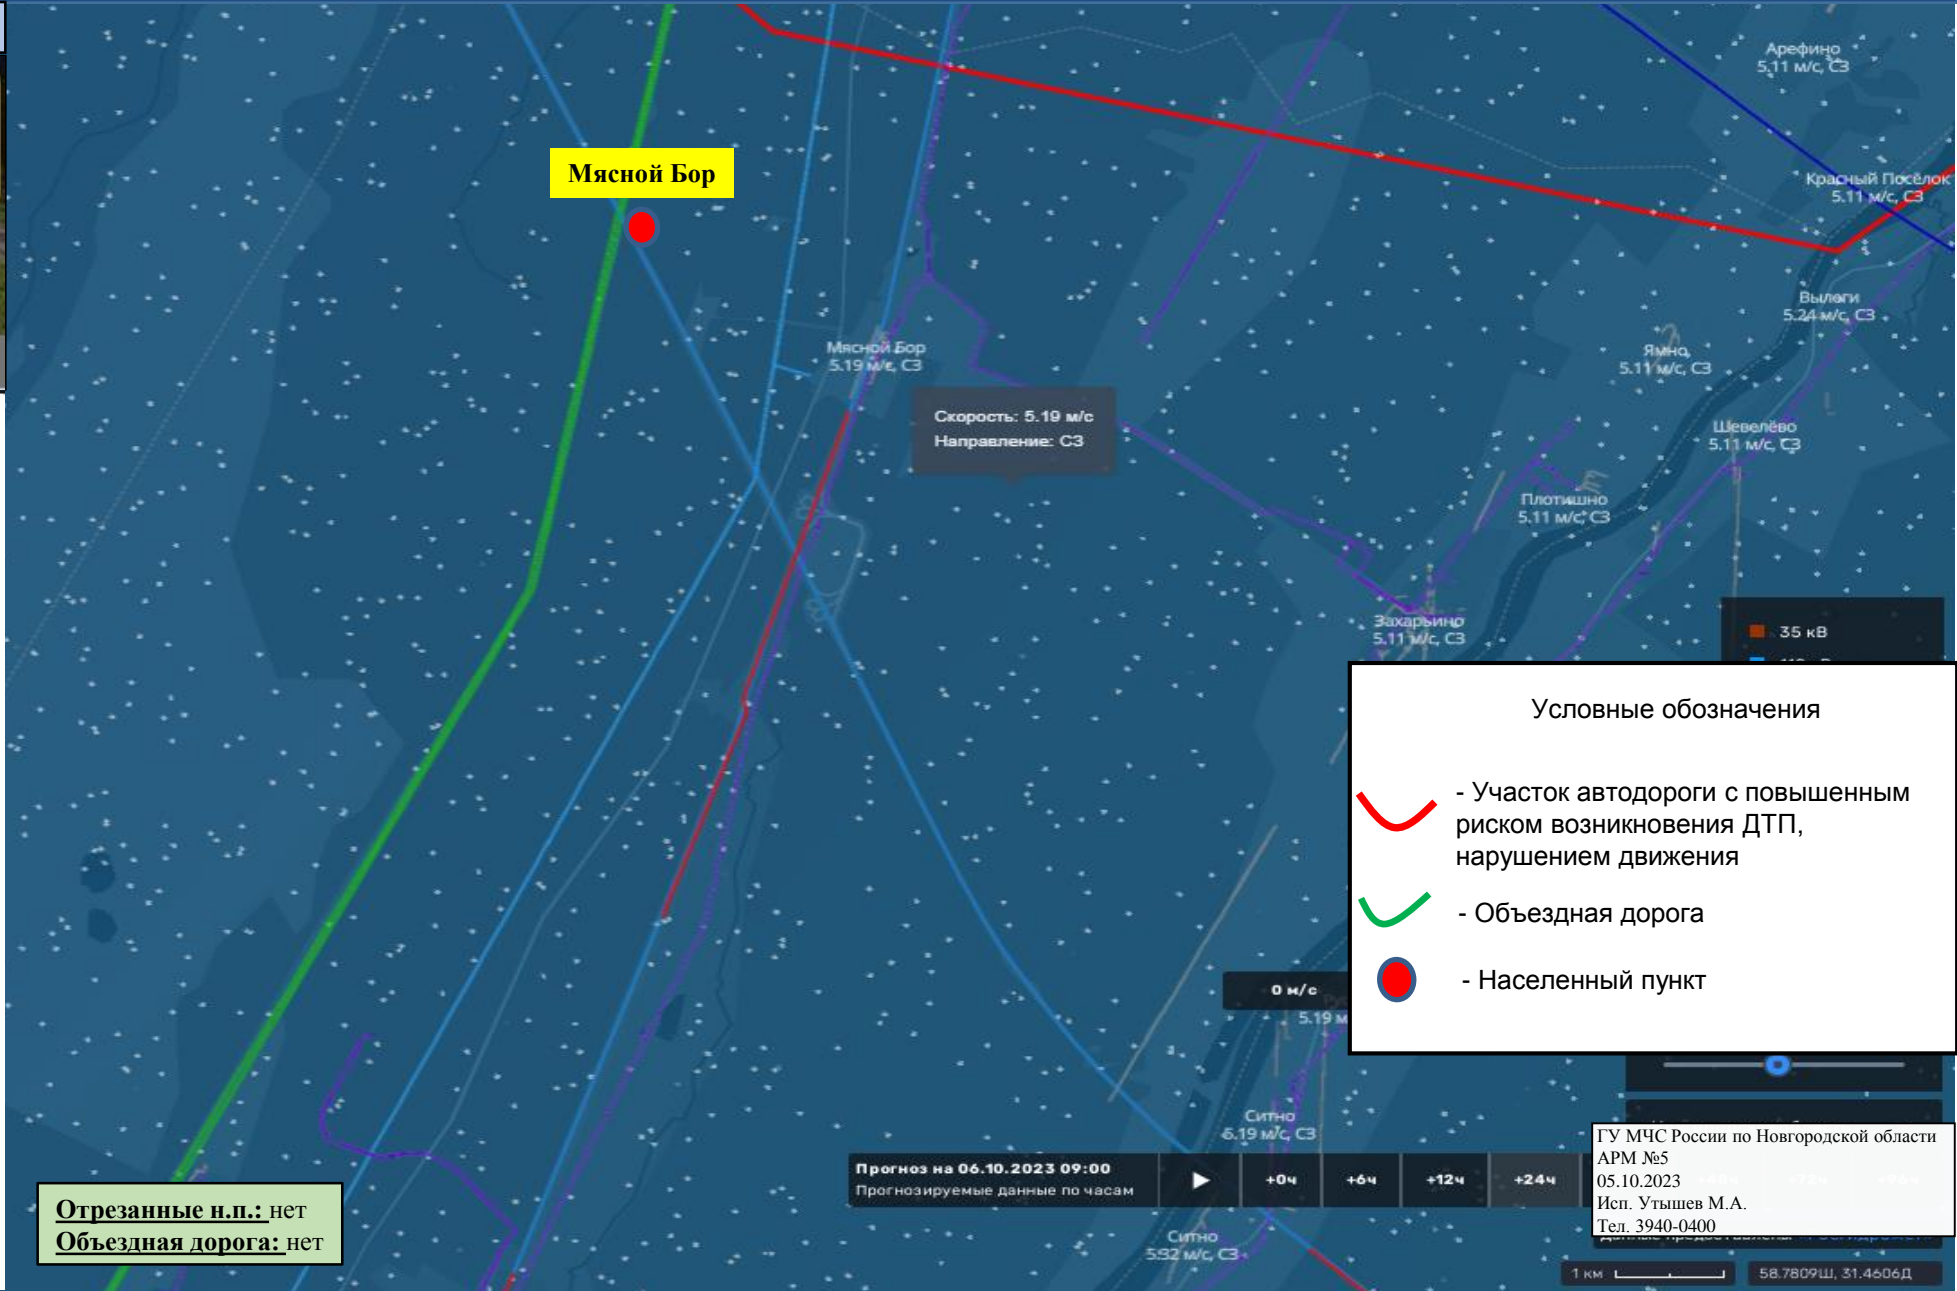 Арефино
5.11 м/с, СЗ
Мясной Бор
Красный Посёлок
5.11 м/с, СЗ
Вылеги
5.24 м/с, СЗ
Мясной Бор
5.19 м/с, СЗ
Ямно
5.11 м/с, СЗ
Скорость: 5.19 м/с
Направление: СЗ
Шевелёво
5.11 м/с, СЗ
Плотишно
5.11 м/с, СЗ
Захарьино
5.11 м/с, СЗ
35 кВ
Условные обозначения
- Участок автодороги с повышенным
риском возникновения ДТП,
нарушением движения
- Объездная дорога
- Населенный пункт
0 м/с
5.19 м
Ситно
5.19 м/с, СЗ
Прогноз на 06.10.2023 09:00
Прогнозируемые данные по часам
+0ч
+6ч
+12ч
+24ч
ГУ МЧС России по Новгородской области
АРМ №5
05.10.2023
Исп. Утышев М.А.
Тел. 3940-0400
Отрезанные н.п.: нет
Объездная дорога: нет
Ситно
5.32 м/с, СЗ
1 км
58.7809Ш, 31.4606Д